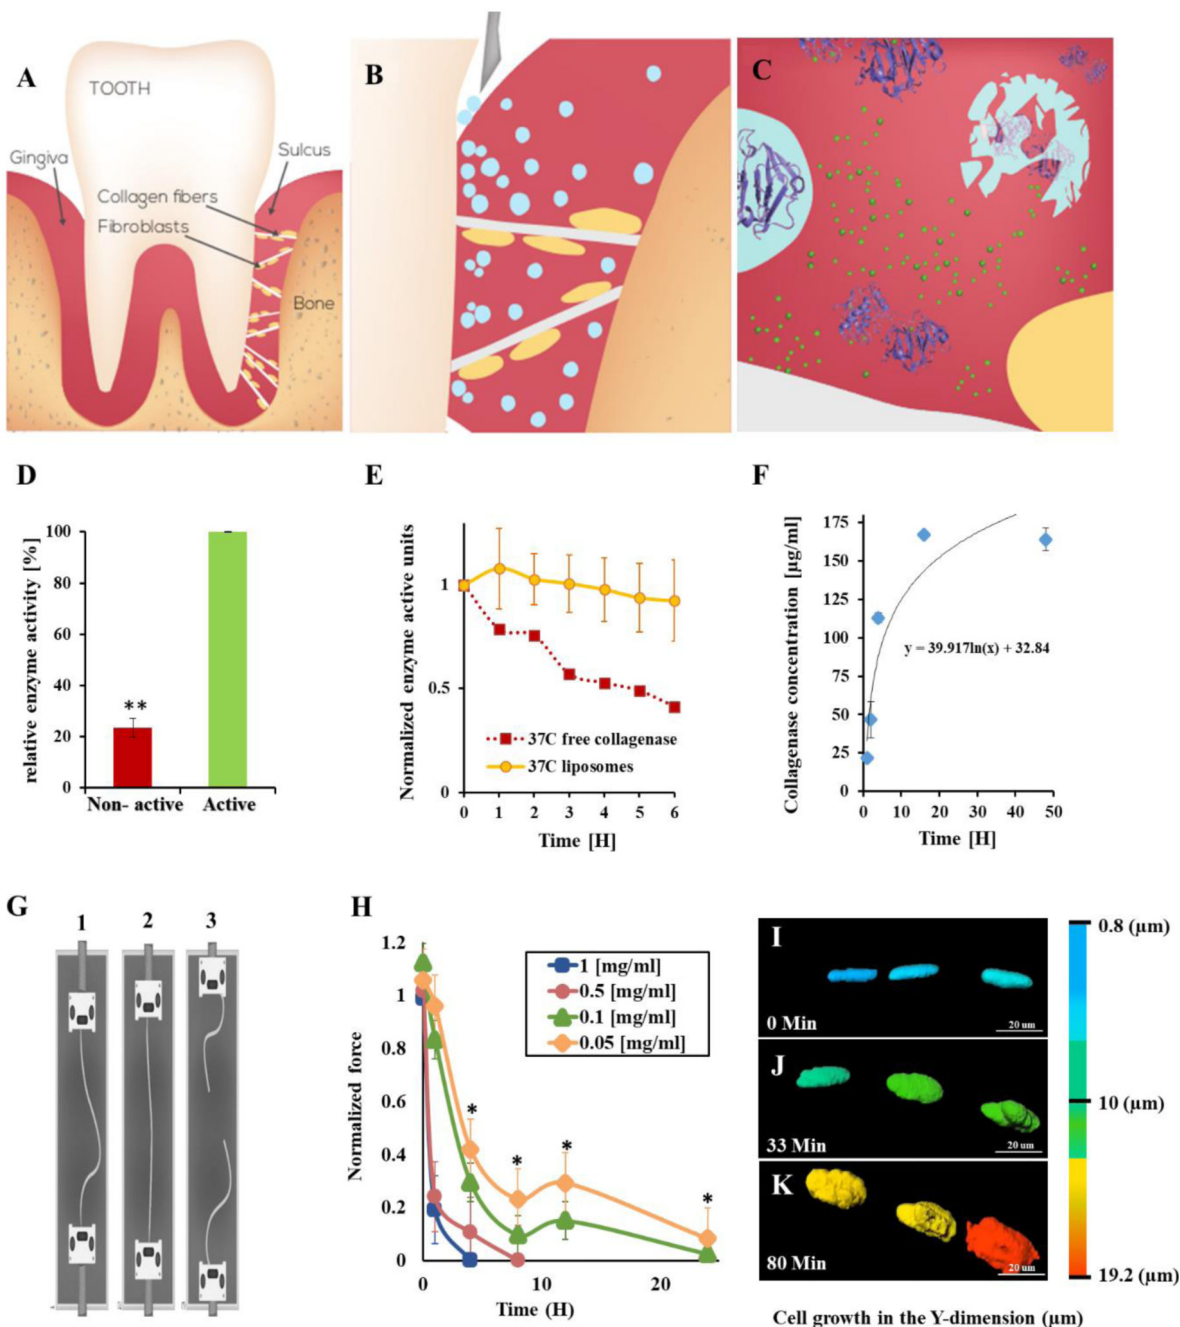 A
TOOTH
Gingiva
Sulcus
Collagen fibers
Fibroblasts
Bone
B
C
D
relative enzyme activity [%]
100
80
60
40
20
0
**
Non- active
Active
E
Normalized enzyme active units
1
0.5
0
37C free collagenase
37C liposomes
0 1 2 3 4 5 6
Time [H]
F
Collagenase concentration [µg/ml]
175
150
125
100
75
50
25
0
y = 39.917ln(x) + 32.84
0 10 20 30 40 50
Time [H]
G
1 2 3
H
Normalized force
1.2
1
0.8
0.6
0.4
0.2
0
1 [mg/ml]
0.5 [mg/ml]
0.1 [mg/ml]
0.05 [mg/ml]
* * * *
0 10 20
Time (H)
I
0 Min
20 um
J
33 Min
20 um
K
80 Min
20 um
0.8 (µm)
10 (µm)
19.2 (µm)
Cell growth in the Y-dimension (µm)